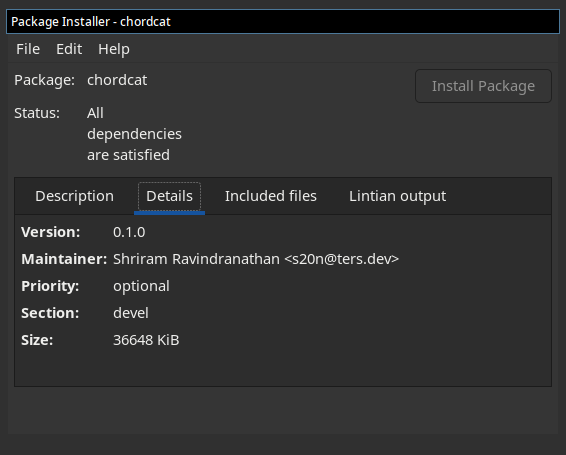 Package Installer - chordcat
File Edit Help
Package: chordcat
Install Package
Status: All
dependencies
are satisfied
Description Details Included files Lintian output
Version: 0.1.0
Maintainer: Shriram Ravindranathan <s20n@ters.dev>
Priority: optional
Section: devel
Size: 36648 KiB